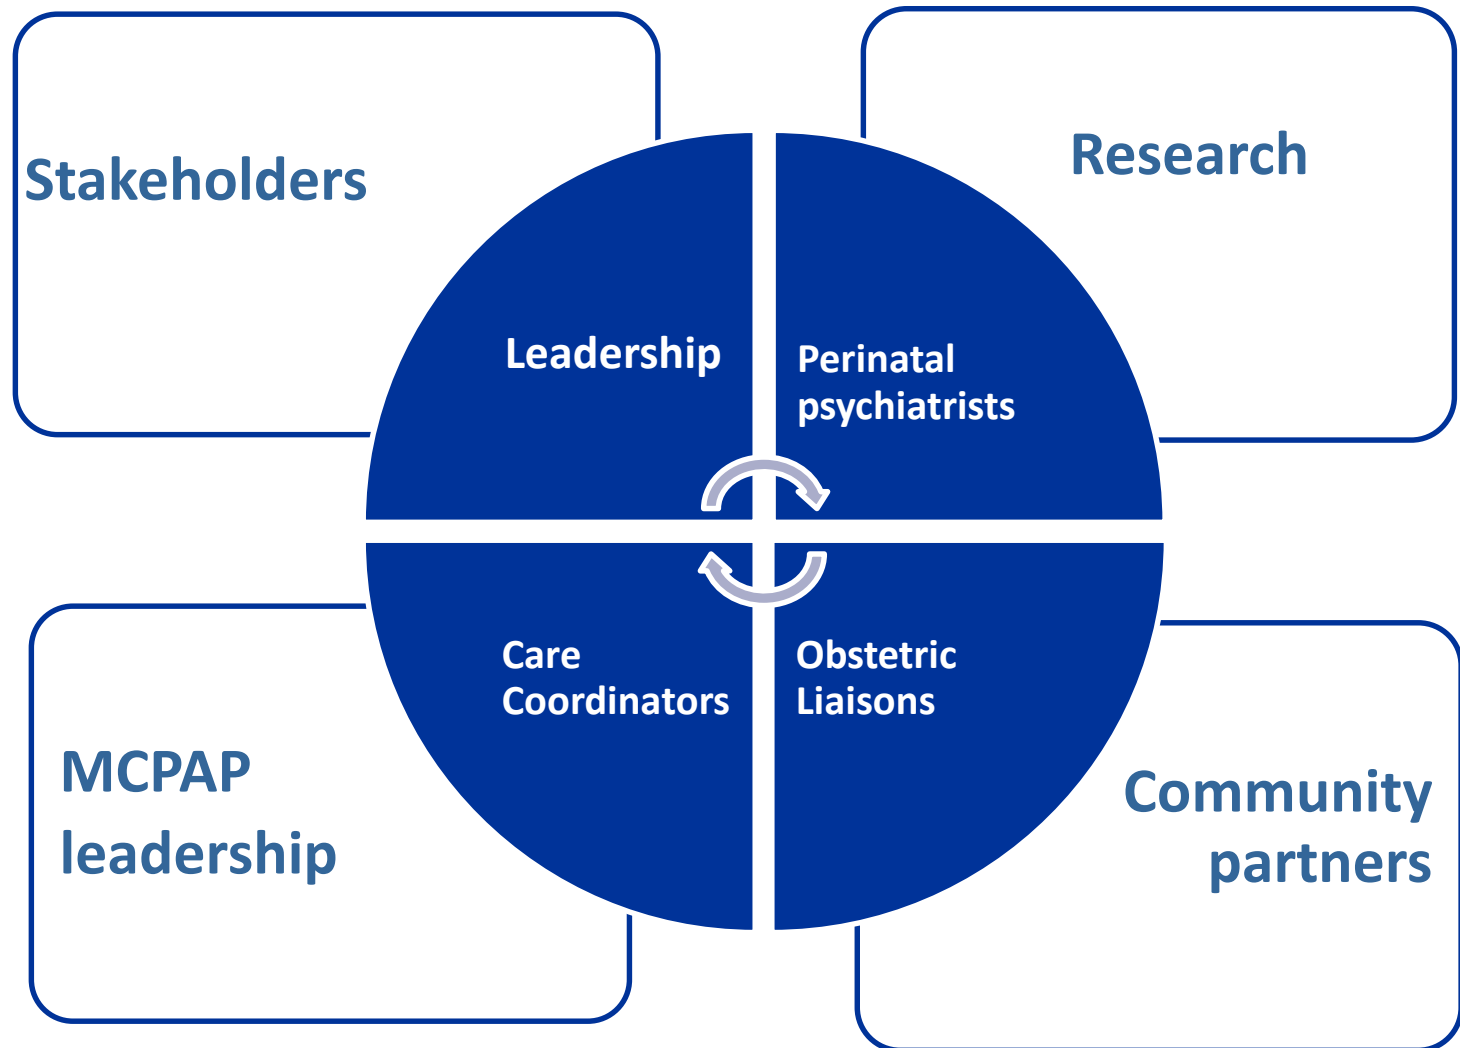 Stakeholders
Research
Leadership
Perinatal
psychiatrists
Care
Coordinators
Obstetric
Liaisons
MCPAP
leadership
Community
partners